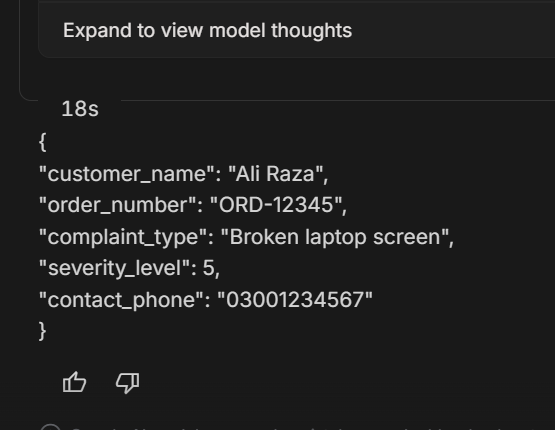 Expand to view model thoughts
18s
{
"customer_name": "Ali Raza",
"order_number": "ORD-12345",
"complaint_type": "Broken laptop screen",
"severity_level": 5,
"contact_phone": "03001234567"
}